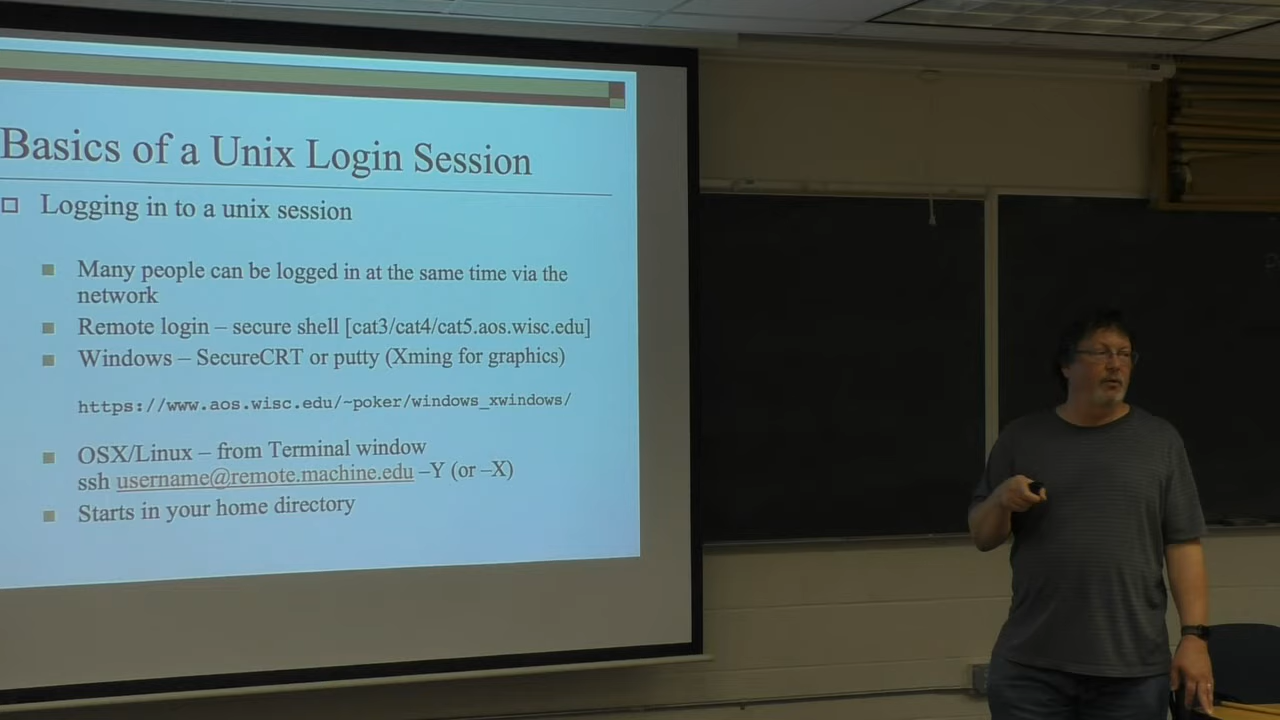 Basics of a Unix Login Session
Logging in to a unix session
Many people can be logged in at the same time via the
network
Remote login – secure shell [cat3/cat4/cat5.aos.wisc.edu]
Windows – SecureCRT or putty (Xming for graphics)
https://www.aos.wisc.edu/~poker/windows_xwindows/
OSX/Linux – from Terminal window
ssh username@remote.machine.edu –Y (or –X)
Starts in your home directory